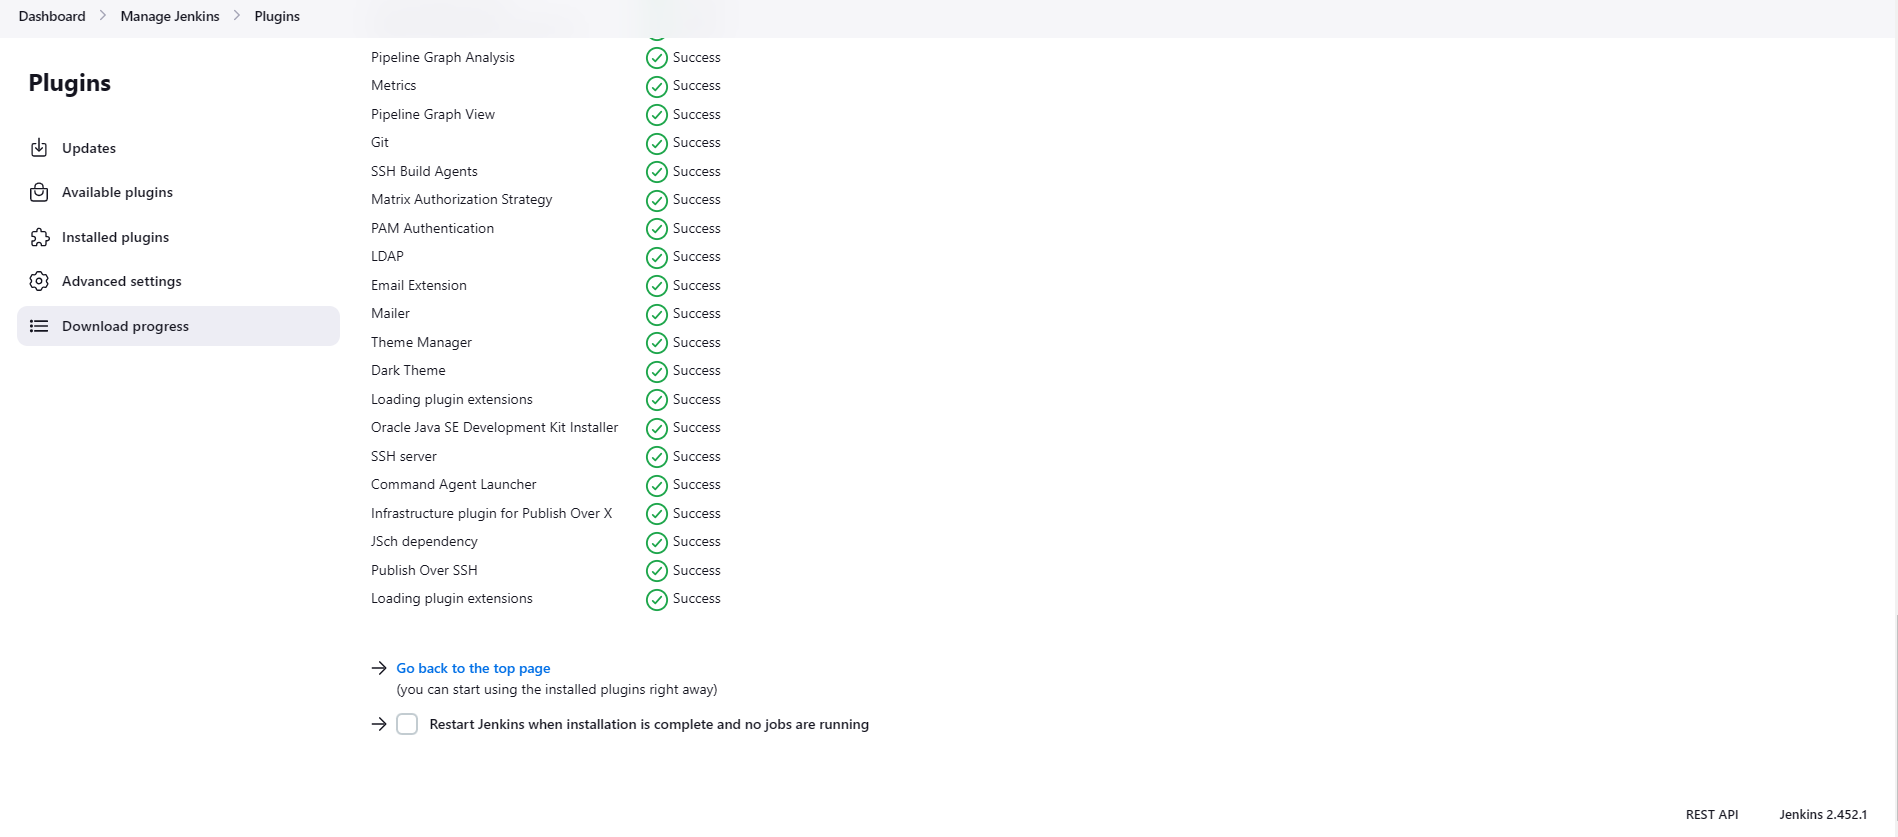 Dashboard > Manage Jenkins > Plugins
Plugins
Updates
Available plugins
Installed plugins
Advanced settings
Download progress
Pipeline Graph Analysis Success
Metrics Success
Pipeline Graph View Success
Git Success
SSH Build Agents Success
Matrix Authorization Strategy Success
PAM Authentication Success
LDAP Success
Email Extension Success
Mailer Success
Theme Manager Success
Dark Theme Success
Loading plugin extensions Success
Oracle Java SE Development Kit Installer Success
SSH server Success
Command Agent Launcher Success
Infrastructure plugin for Publish Over X Success
JSch dependency Success
Publish Over SSH Success
Loading plugin extensions Success
→ Go back to the top page
(you can start using the installed plugins right away)
→ Restart Jenkins when installation is complete and no jobs are running
REST API Jenkins 2.452.1